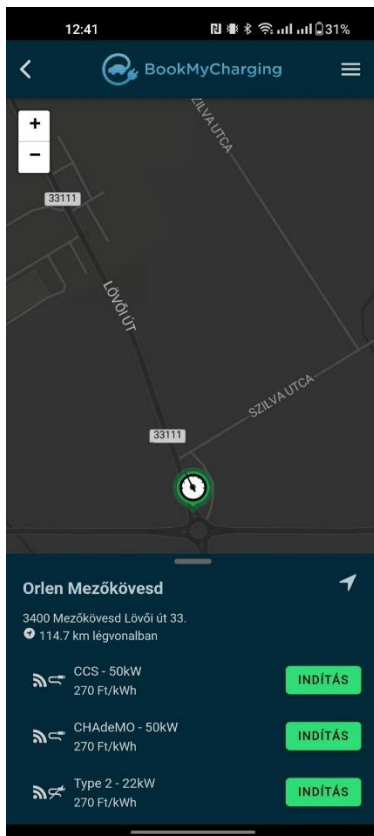 12:41
31%
BookMyCharging
+
SZILVA UTCA
−
33111
LÖVŐI ÚT
SZILVA UTCA
33111
Orlen Mezőkövesd
3400 Mezőkövesd Lövői út 33.
114.7 km légvonalban
CCS - 50kW
270 Ft/kWh
INDÍTÁS
CHAdeMO - 50kW
270 Ft/kWh
INDÍTÁS
Type 2 - 22kW
270 Ft/kWh
INDÍTÁS